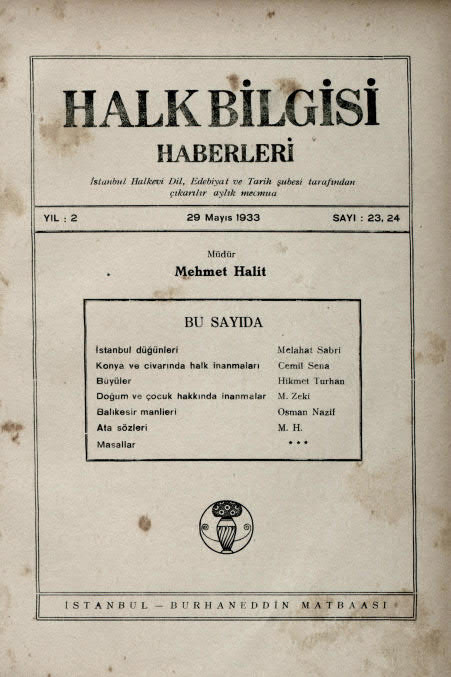 HALK BİLGİSİ
HABERLERİ
İstanbul Halkevi Dil, Edebiyat ve Tarih şubesi tarafından
çıkarılır aylık mecmua
YIL : 2 29 Mayıs 1933 SAYI : 23, 24
Müdür
Mehmet Halit
BU SAYIDA
İstanbul düğünleri Melahat Sabri
Konya ve civarında halk inanmaları Cemil Sena
Büyüler Hikmet Turhan
Doğum ve çocuk hakkında inanmalar M. Zeki
Balıkesir manileri Osman Nazif
Ata sözleri M. H.
Masallar * * *
İSTANBUL — BURHANEDDİN MATBAASI